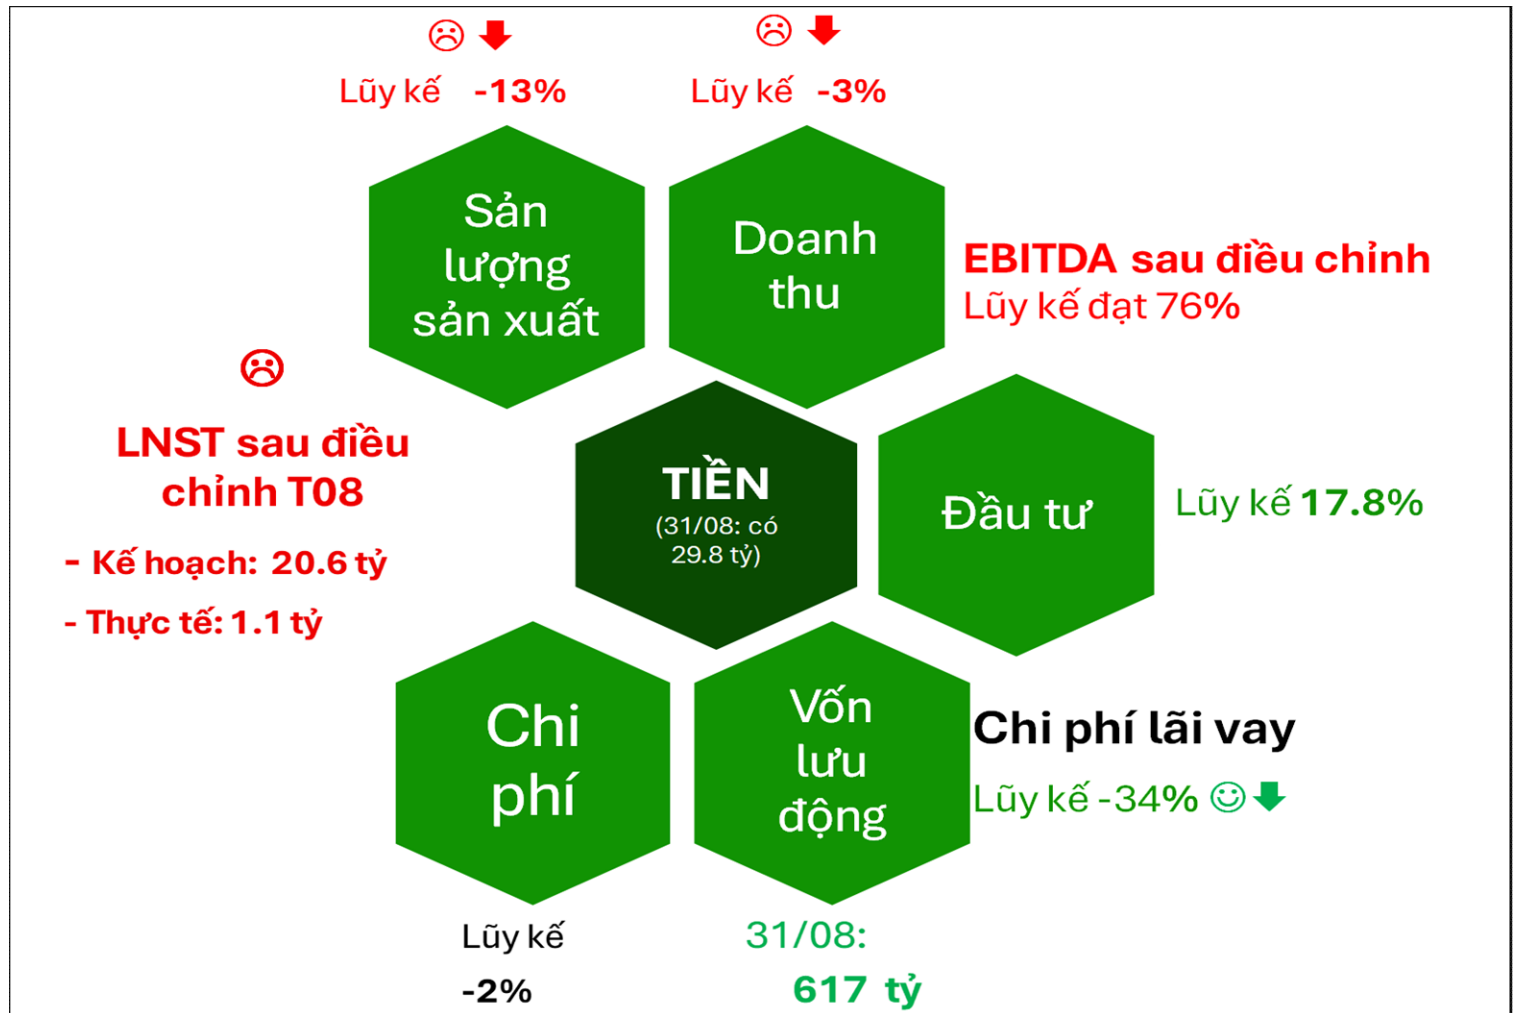 Lũy kế -13%
Lũy kế -3%
Sản
lượng
sản xuất
Doanh
thu
EBITDA sau điều chỉnh
Lũy kế đạt 76%
LNST sau điều
chỉnh T08
- Kế hoạch: 20.6 tỷ
- Thực tế: 1.1 tỷ
TIỀN
(31/08: có
29.8 tỷ)
Đầu tư
Lũy kế 17.8%
Chi
phí
Vốn
lưu
động
Chi phí lãi vay
Lũy kế -34%
Lũy kế
-2%
31/08:
617 tỷ